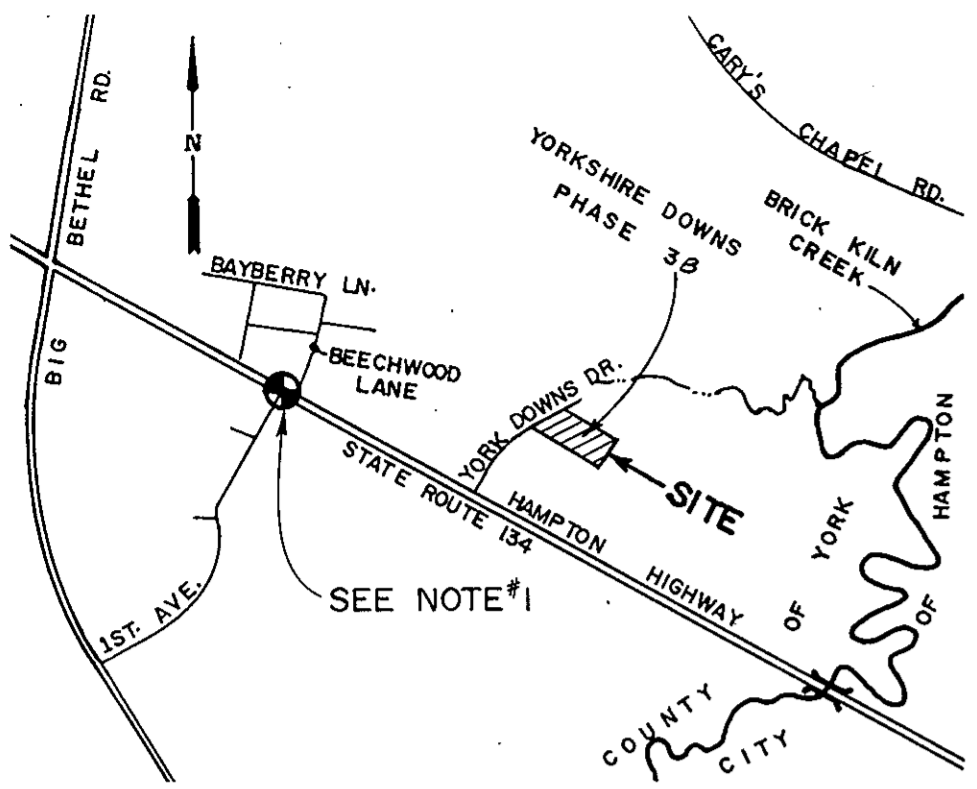 CARY'S CHAPEL RD.
BIG BETHEL RD.
N
YORKSHIRE DOWNS
PHASE 3B
BRICK KILN
CREEK
BAYBERRY LN.
BEECHWOOD
LANE
YORK DOWNS DR.
SITE
STATE ROUTE 134
HAMPTON HIGHWAY
SEE NOTE #1
1ST. AVE.
COUNTY OF YORK
CITY OF HAMPTON